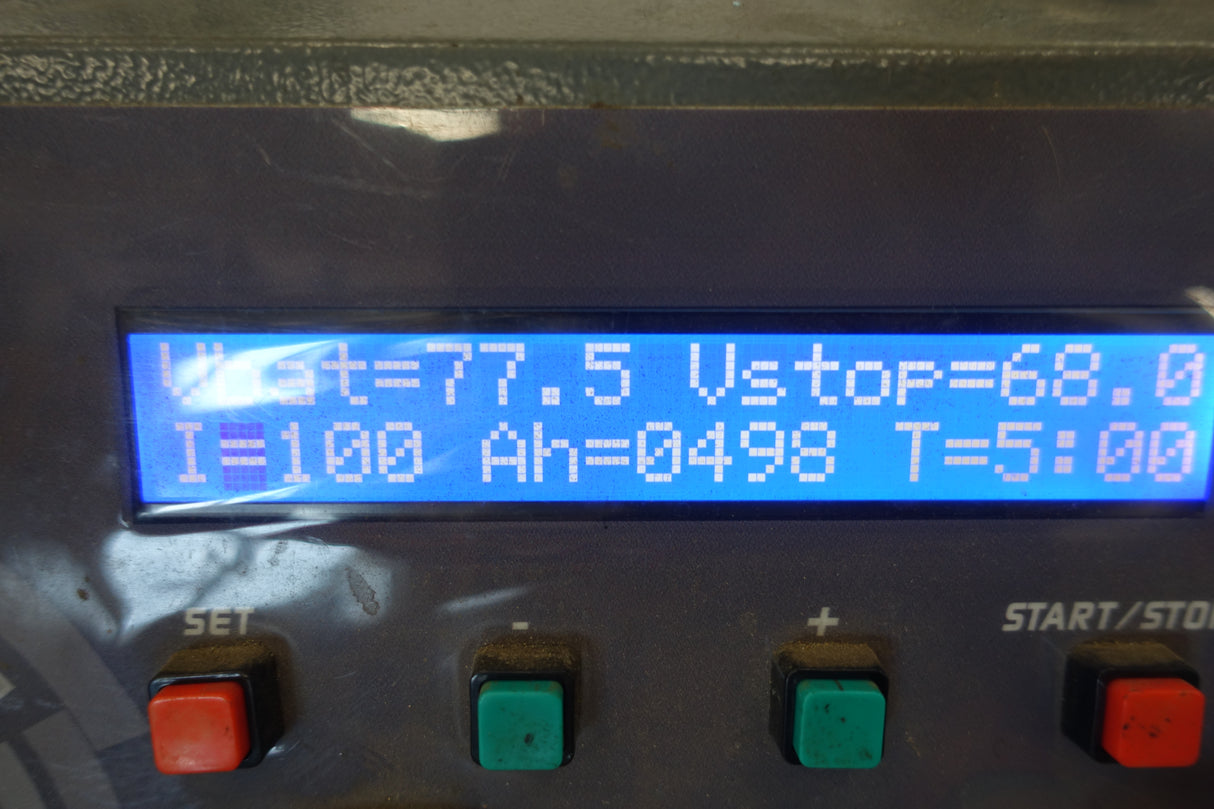 Vbat=77.5 Vstop=68.0
I=100 Ah=0498 T=5:00
SET - + START/STOP